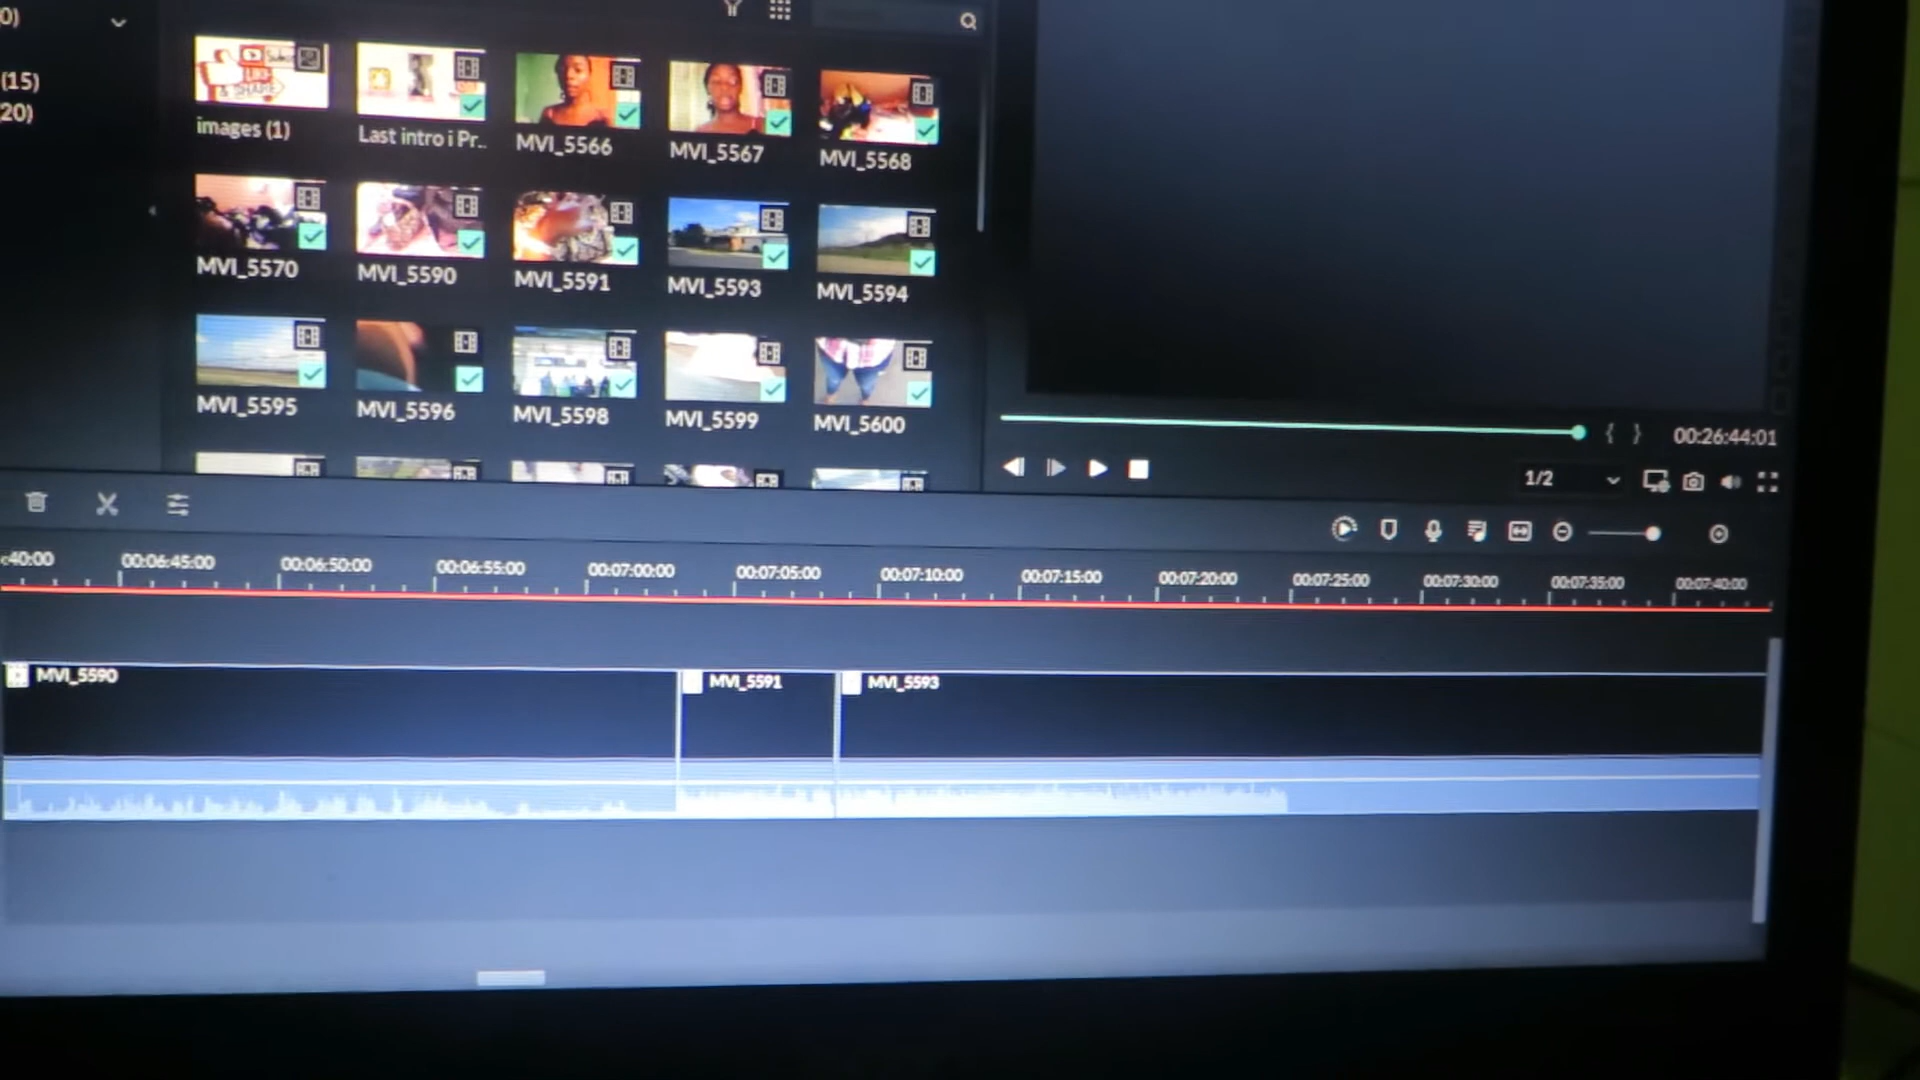 0)
(15)
20)
images (1)
Last intro i Pr..
MVI_5566
MVI_5567
MVI_5568
MVI_5570
MVI_5590
MVI_5591
MVI_5593
MVI_5594
MVI_5595
MVI_5596
MVI_5598
MVI_5599
MVI_5600
{ }
00:26:44:01
1/2
:40:00
00:06:45:00
00:06:50:00
00:06:55:00
00:07:00:00
00:07:05:00
00:07:10:00
00:07:15:00
00:07:20:00
00:07:25:00
00:07:30:00
00:07:35:00
00:07:40:00
MVI_5590
MVI_5591
MVI_5593